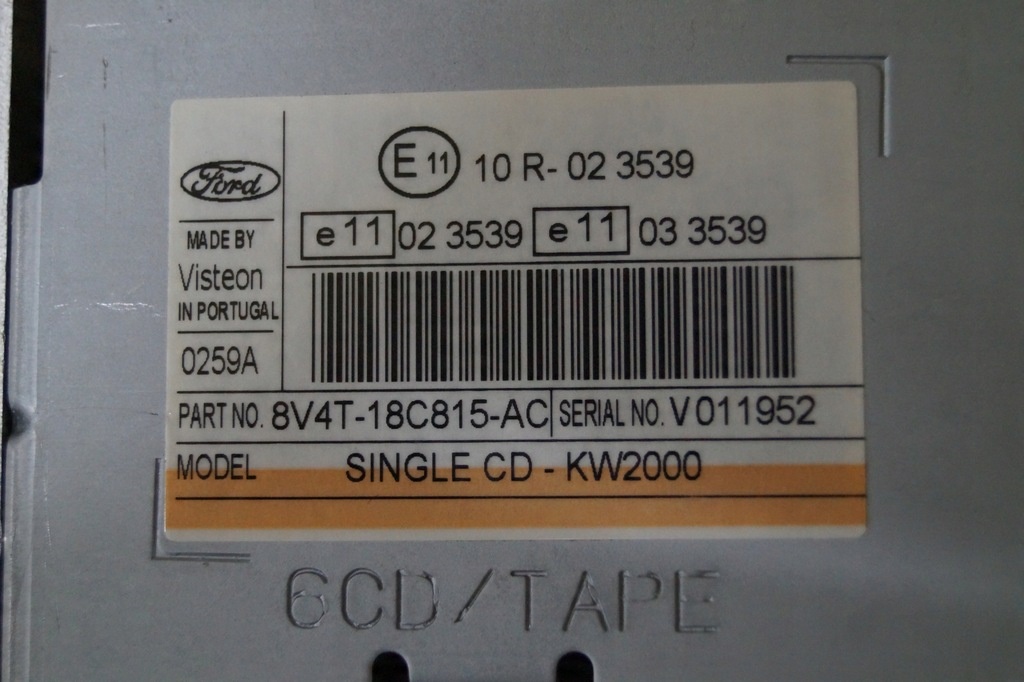 E 11 10 R- 02 3539
e 11 02 3539 e 11 03 3539
Ford
MADE BY
Visteon
IN PORTUGAL
0259A
PART NO. 8V4T-18C815-AC SERIAL NO. V011952
MODEL SINGLE CD - KW2000
6CD/TAPE